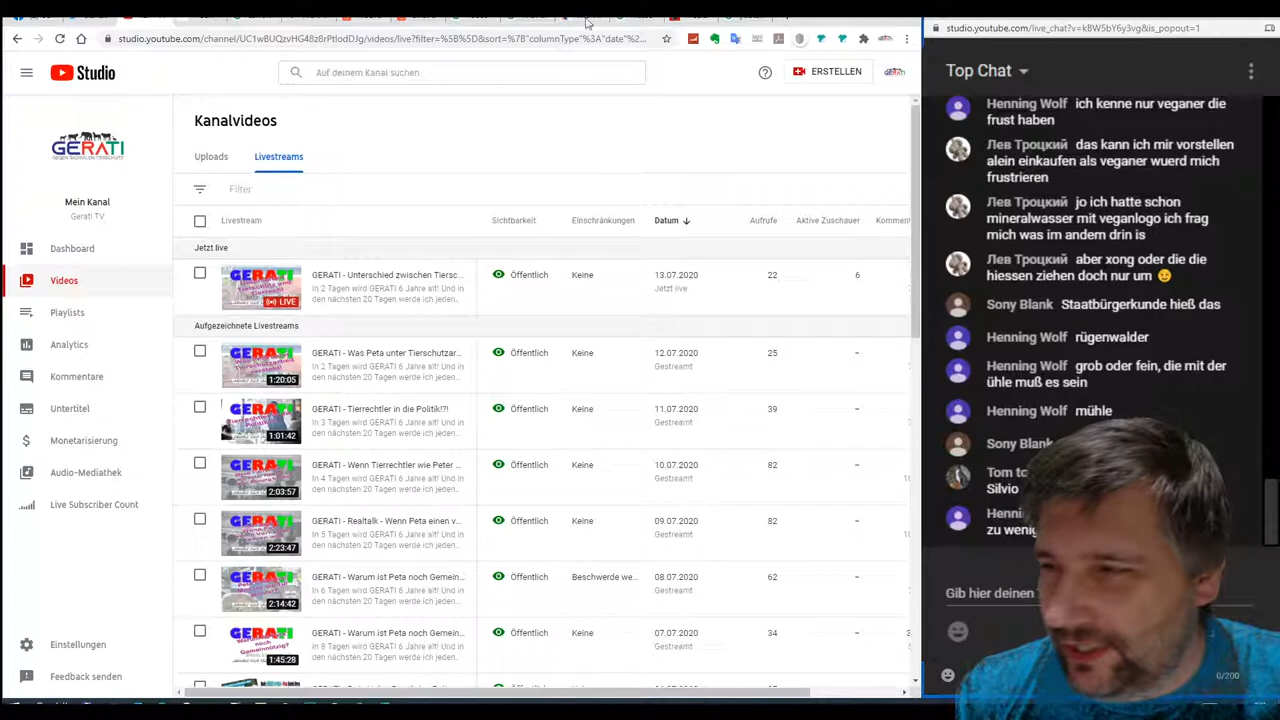 studio.youtube.com/channel/UC1wBUQzvHG4z8rPtlodDJg/videos/live?filter=%5B%5D&sort=%7B"columnType"%3A"date"%2...
studio.youtube.com/live_chat?v=kBW5bY6y3vg&is_popout=1
Studio
Auf deinem Kanal suchen...
ERSTELLEN
GERATI
GEGEN RADIKALEN TIERSCHUTZ
Mein Kanal
Gerati TV
Dashboard
Videos
Playlists
Analytics
Kommentare
Untertitel
Monetarisierung
Audio-Mediathek
Live Subscriber Count
Einstellungen
Feedback senden
Kanalvideos
Uploads
Livestreams
Filter
Livestream Sichtbarkeit Einschränkungen Datum Aufrufe Aktive Zuschauer Komment
Jetzt live
GERATI
LIVE
GERATI - Unterschied zwischen Tiersc... Öffentlich Keine 13.07.2020 22 6
In 2 Tagen wird GERATI 6 Jahre alt! Und in Jetzt live
den nächsten 20 Tagen werde ich jeden...
Aufgezeichnete Livestreams
GERATI
1:20:05
GERATI - Was Peta unter Tierschutzar... Öffentlich Keine 12.07.2020 25 –
In 2 Tagen wird GERATI 6 Jahre alt! Und in Gestreamt
den nächsten 20 Tagen werde ich jeden...
1:01:42
GERATI - Tierrechtler in die Politik!?! Öffentlich Keine 11.07.2020 39 –
In 3 Tagen wird GERATI 6 Jahre alt! Und in Gestreamt
den nächsten 20 Tagen werde ich jeden...
GERATI
2:03:57
GERATI - Wenn Tierrechtler wie Peter ... Öffentlich Keine 10.07.2020 82 –
In 4 Tagen wird GERATI 6 Jahre alt! Und in Gestreamt
den nächsten 20 Tagen werde ich jeden...
GERATI
2:23:47
GERATI - Realtalk - Wenn Peta einen v... Öffentlich Keine 09.07.2020 82 –
In 5 Tagen wird GERATI 6 Jahre alt! Und in Gestreamt
den nächsten 20 Tagen werde ich jeden...
GERATI
2:14:42
GERATI - Warum ist Peta noch Gemein... Öffentlich Beschwerde we... 08.07.2020 62 –
In 6 Tagen wird GERATI 6 Jahre alt! Und in Gestreamt
den nächsten 20 Tagen werde ich jeden...
GERATI
1:45:28
GERATI - Warum ist Peta noch Gemein... Öffentlich Keine 07.07.2020 34 –
In 8 Tagen wird GERATI 6 Jahre alt! Und in Gestreamt
den nächsten 20 Tagen werde ich jeden...
Top Chat
Henning Wolf ich kenne nur veganer die
frust haben
Лев Троцкий das kann ich mir vorstellen
alein einkaufen als veganer wuerd mich
frustrieren
Лев Троцкий jo ich hatte schon
mineralwasser mit veganlogo ich frag
mich was im andern drin is
Лев Троцкий aber xong oder die die
hiessen ziehen doch nur um 😉
Sony Blank Staatbürgerkunde hieß das
Henning Wolf rügenwalder
Henning Wolf grob oder fein, die mit der
ühle muß es sein
Henning Wolf mühle
Sony Blank
Tom
Silvio
zu
Gib hier deinen
0/200